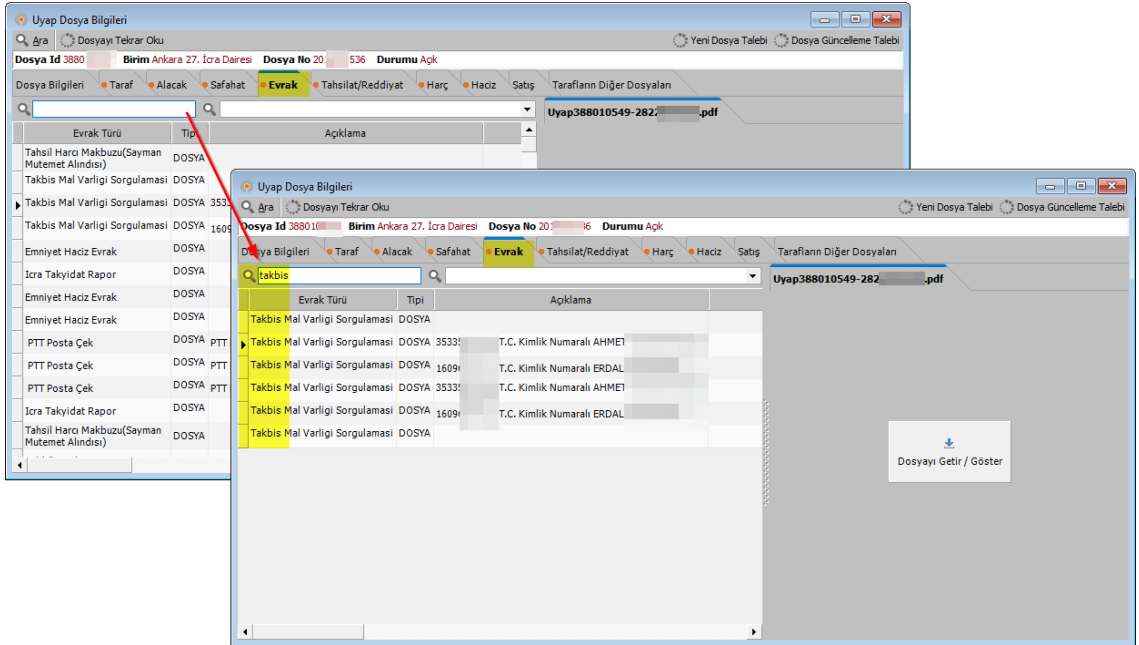 Uyap Dosya Bilgileri
Ara Dosyayı Tekrar Oku Yeni Dosya Talebi Dosya Güncelleme Talebi
Dosya Id 3880 Birim Ankara 27. İcra Dairesi Dosya No 20 536 Durumu Açık
Dosya Bilgileri Taraf Alacak Safahat Evrak Tahsilat/Reddiyat Harç Haciz Satış Tarafların Diğer Dosyaları
Uyap388010549-282 .pdf
Evrak Türü Tipi Açıklama
Tahsil Harcı Makbuzu(Sayman
Mutemet Alındısı) DOSYA
Takbis Mal Varligi Sorgulamasi DOSYA
Takbis Mal Varligi Sorgulamasi DOSYA 353
Takbis Mal Varligi Sorgulamasi DOSYA 1609
Emniyet Haciz Evrak DOSYA
Icra Takyidat Rapor DOSYA
Emniyet Haciz Evrak DOSYA
Emniyet Haciz Evrak DOSYA
PTT Posta Çek DOSYA PTT
PTT Posta Çek DOSYA PTT
PTT Posta Çek DOSYA PTT
Icra Takyidat Rapor DOSYA
Tahsil Harcı Makbuzu(Sayman
Mutemet Alındısı) DOSYA
Uyap Dosya Bilgileri
Ara Dosyayı Tekrar Oku Yeni Dosya Talebi Dosya Güncelleme Talebi
Dosya Id 38801 Birim Ankara 27. İcra Dairesi Dosya No 20 36 Durumu Açık
Dosya Bilgileri Taraf Alacak Safahat Evrak Tahsilat/Reddiyat Harç Haciz Satış Tarafların Diğer Dosyaları
takbis
Uyap388010549-282 .pdf
Evrak Türü Tipi Açıklama
Takbis Mal Varligi Sorgulamasi DOSYA
Takbis Mal Varligi Sorgulamasi DOSYA 3533 T.C. Kimlik Numaralı AHMET
Takbis Mal Varligi Sorgulamasi DOSYA 1609 T.C. Kimlik Numaralı ERDAL
Takbis Mal Varligi Sorgulamasi DOSYA 3533 T.C. Kimlik Numaralı AHMET
Takbis Mal Varligi Sorgulamasi DOSYA 1609 T.C. Kimlik Numaralı ERDAL
Takbis Mal Varligi Sorgulamasi DOSYA
Dosyayı Getir / Göster